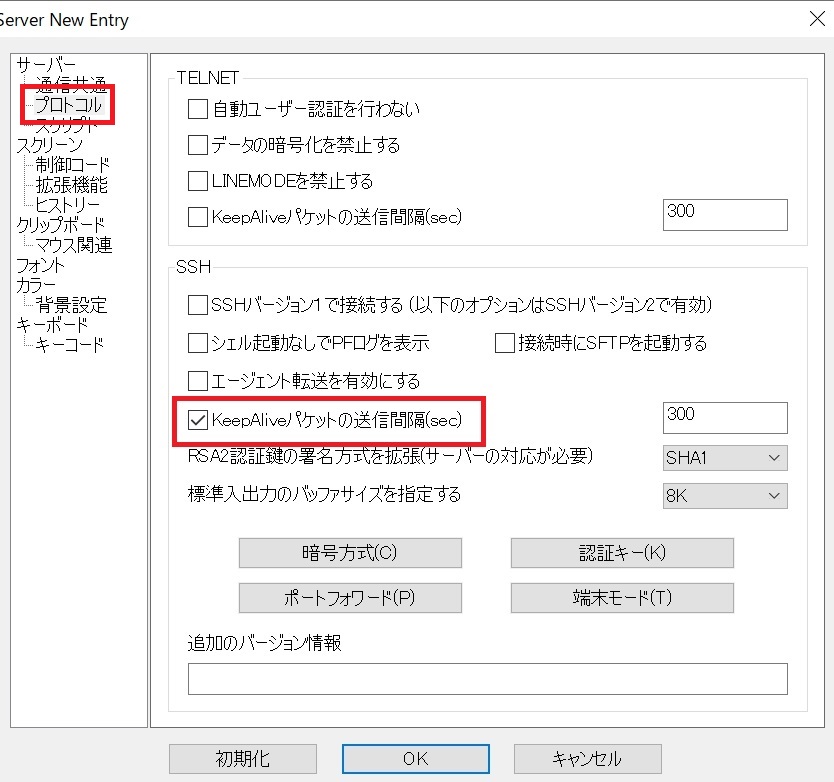 Server New Entry
サーバー
通信共通
プロトコル
スクリプト
スクリーン
制御コード
拡張機能
ヒストリー
クリップボード
マウス関連
フォント
カラー
背景設定
キーボード
キーコード
TELNET
自動ユーザー認証を行わない
データの暗号化を禁止する
LINEMODEを禁止する
KeepAliveパケットの送信間隔(sec) 300
SSH
SSHバージョン1で接続する (以下のオプションはSSHバージョン2で有効)
シェル起動なしでPFログを表示 接続時にSFTPを起動する
エージェント転送を有効にする
KeepAliveパケットの送信間隔(sec) 300
RSA2認証鍵の署名方式を拡張(サーバーの対応が必要) SHA1
標準入出力のバッファサイズを指定する 8K
暗号方式(C) 認証キー(K)
ポートフォワード(P) 端末モード(T)
追加のバージョン情報
初期化 OK キャンセル